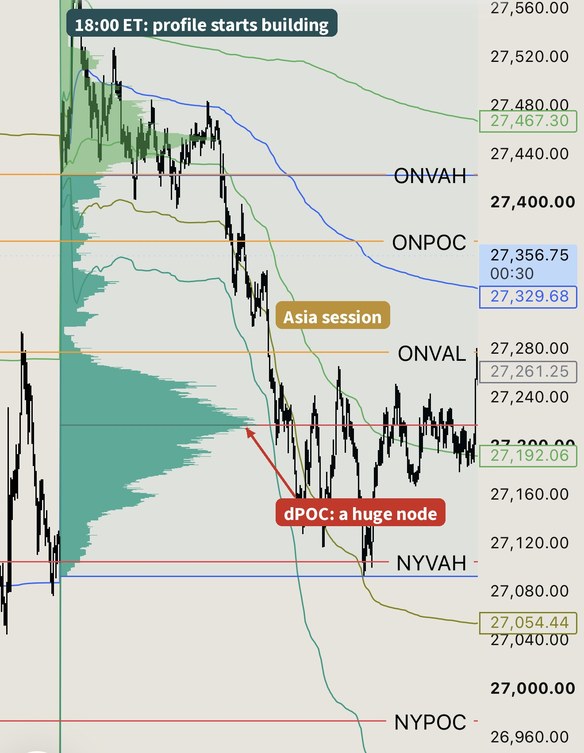 27,560.00
18:00 ET: profile starts building
27,520.00
27,480.00
27,467.30
27,440.00
ONVAH
27,400.00
ONPOC
27,356.75
00:30
27,329.68
Asia session
ONVAL
27,280.00
27,261.25
27,240.00
27,200.00
27,192.06
27,160.00
dPOC: a huge node
27,120.00
NYVAH
27,080.00
27,054.44
27,040.00
27,000.00
NYPOC
26,960.00